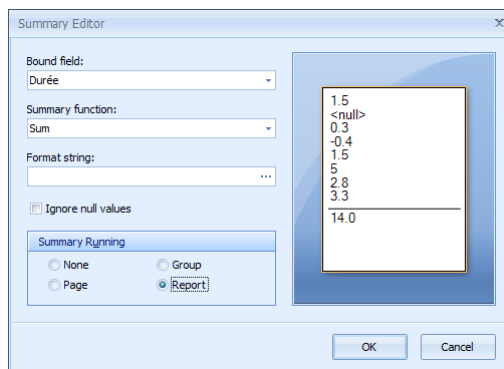 Summary Editor
x
Bound field:
Durée
Summary function:
Sum
Format string:
...
Ignore null values
Summary Running
None
Group
Page
Report
1.5
<null>
0.3
-0.4
1.5
5
2.8
3.3
14.0
OK
Cancel